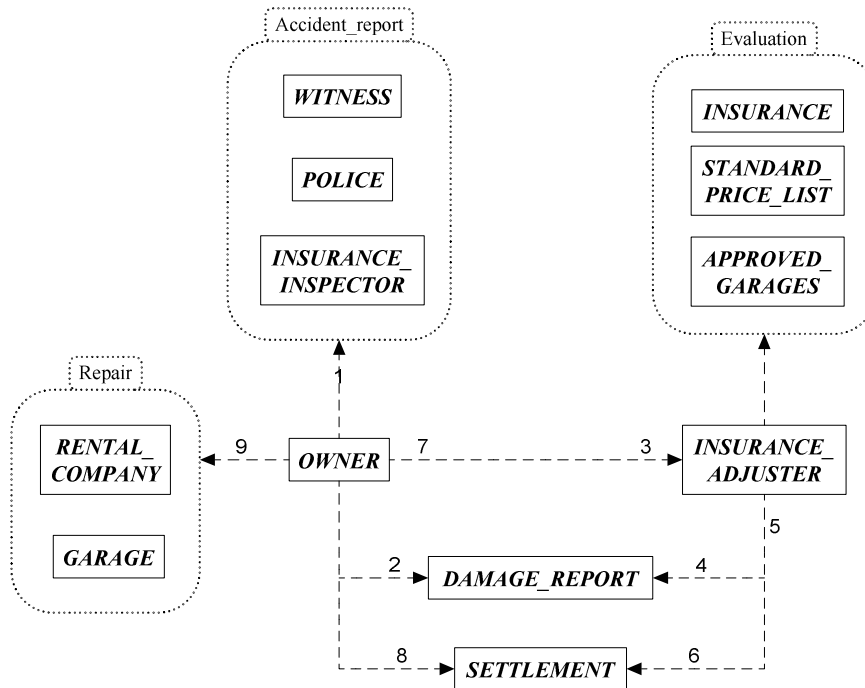 Accident_report
Evaluation
WITNESS
INSURANCE
POLICE
STANDARD_
PRICE_LIST
INSURANCE_
INSPECTOR
APPROVED_
GARAGES
1
Repair
RENTAL_
COMPANY
9
OWNER
7
3
INSURANCE_
ADJUSTER
5
GARAGE
2
DAMAGE_REPORT
4
8
SETTLEMENT
6